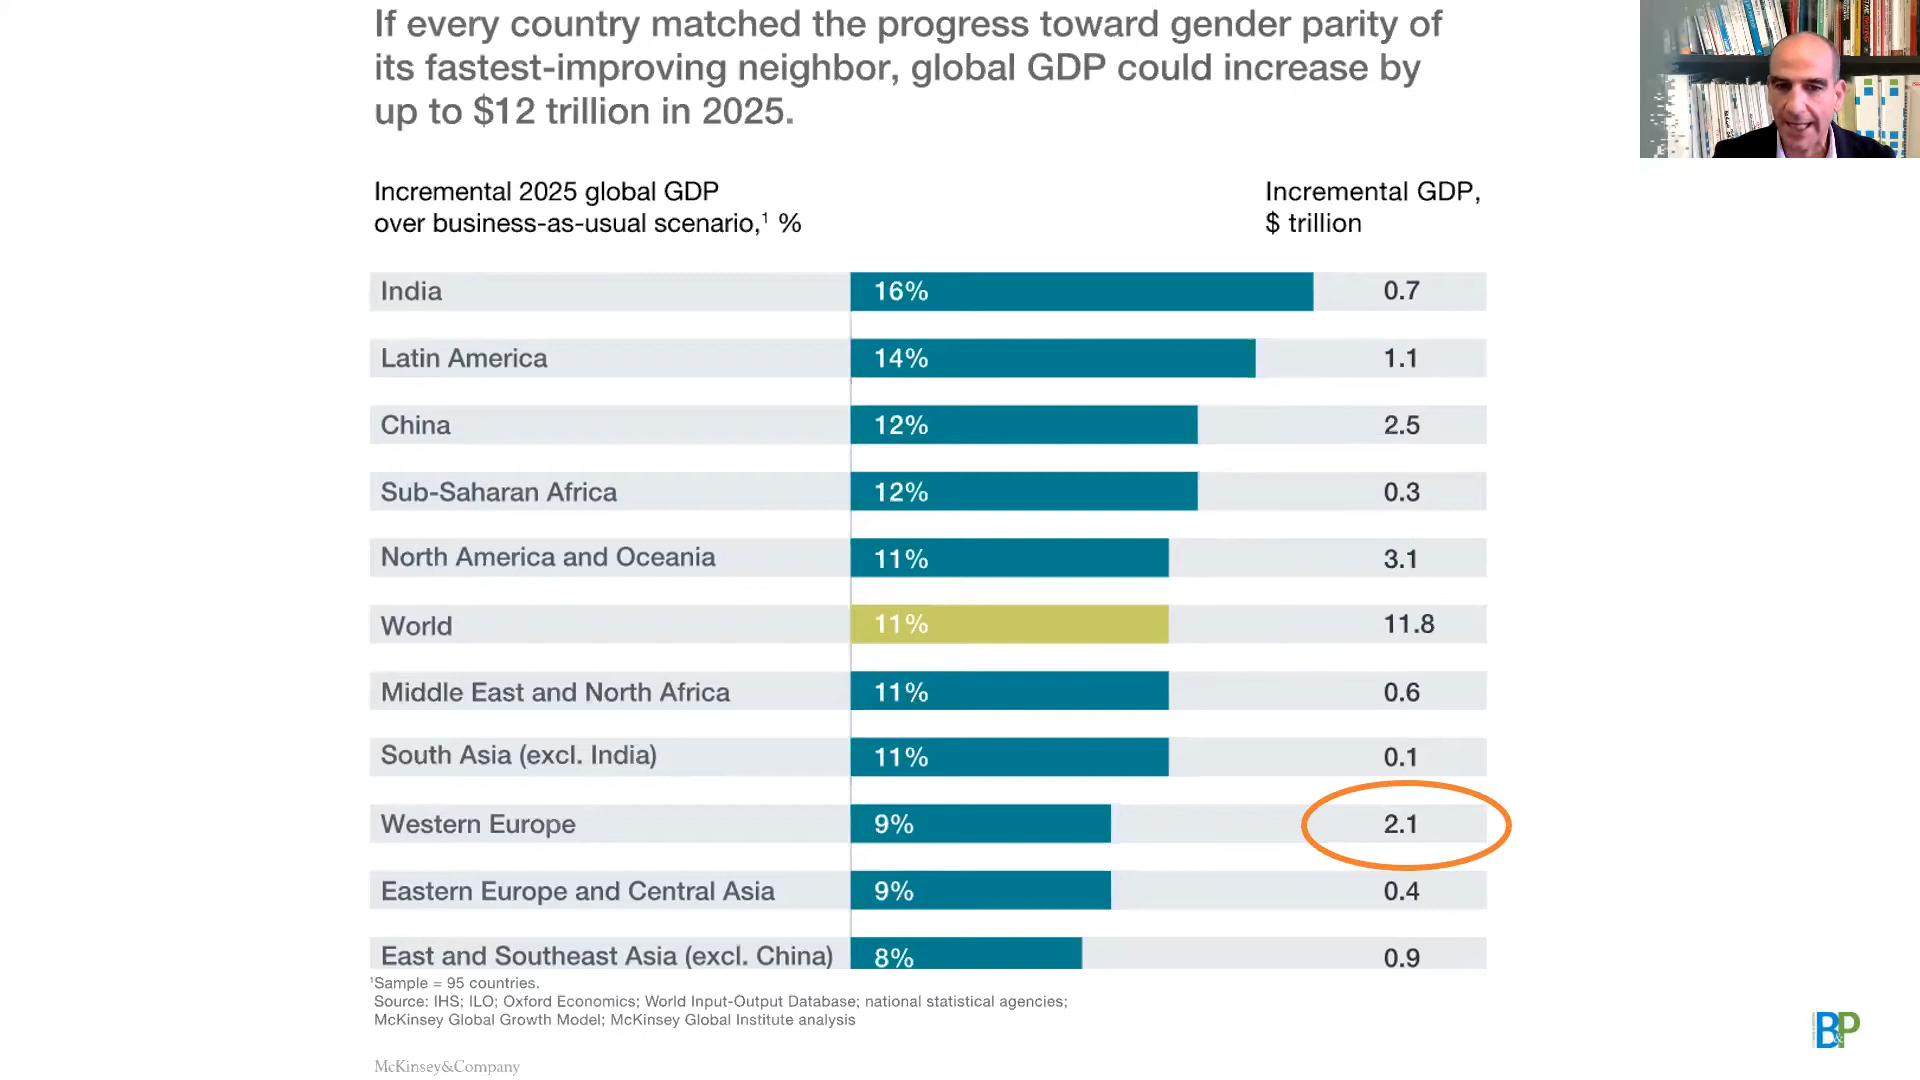 If every country matched the progress toward gender parity of
its fastest-improving neighbor, global GDP could increase by
up to $12 trillion in 2025.
Incremental 2025 global GDP
over business-as-usual scenario,¹ %
Incremental GDP,
$ trillion
India 16% 0.7
Latin America 14% 1.1
China 12% 2.5
Sub-Saharan Africa 12% 0.3
North America and Oceania 11% 3.1
World 11% 11.8
Middle East and North Africa 11% 0.6
South Asia (excl. India) 11% 0.1
Western Europe 9% 2.1
Eastern Europe and Central Asia 9% 0.4
East and Southeast Asia (excl. China) 8% 0.9
¹Sample = 95 countries.
Source: IHS; ILO; Oxford Economics; World Input-Output Database; national statistical agencies;
McKinsey Global Growth Model; McKinsey Global Institute analysis
McKinsey&Company
B&P